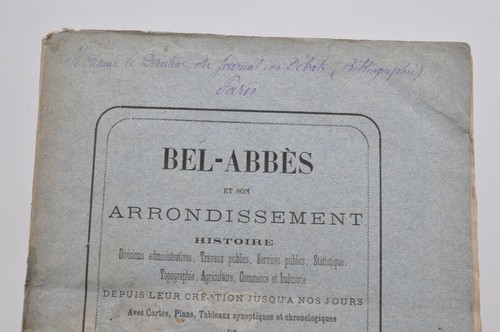 Monsieur le Directeur du Journal des Débats (Bibliographie)
Paris
BEL-ABBÈS
ET SON
ARRONDISSEMENT
HISTOIRE
Divisions administratives, Travaux publics, Services publics, Statistique,
Topographie, Agriculture, Commerce et Industrie
DEPUIS LEUR CRÉATION JUSQU'A NOS JOURS
Avec Cartes, Plans, Tableaux synoptiques et chronologiques